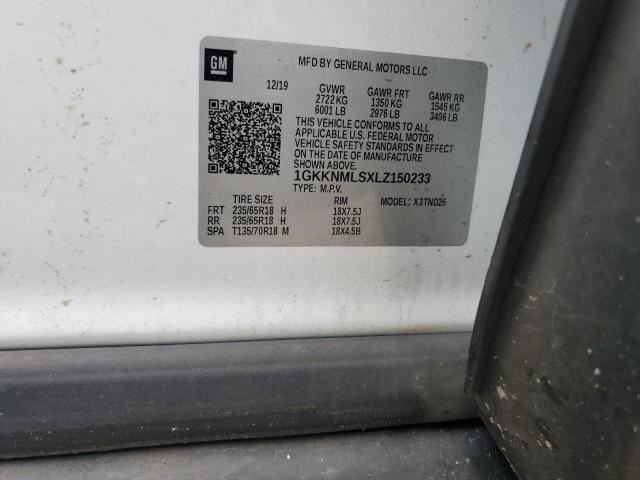 GM
MFD BY GENERAL MOTORS LLC
12/19 GVWR GAWR FRT GAWR RR
2722 KG 1350 KG 1545 KG
6001 LB 2976 LB 3406 LB
THIS VEHICLE CONFORMS TO ALL
APPLICABLE U.S. FEDERAL MOTOR
VEHICLE SAFETY STANDARDS IN
EFFECT ON THE DATE OF MANUFACTURE
SHOWN ABOVE.
1GKKNMLSXLZ150233
TYPE: M.P.V. MODEL: X3TND26
TIRE SIZE RIM
FRT 235/65R18 H 18X7.5J
RR 235/65R18 H 18X7.5J
SPA T135/70R18 M 18X4.5B